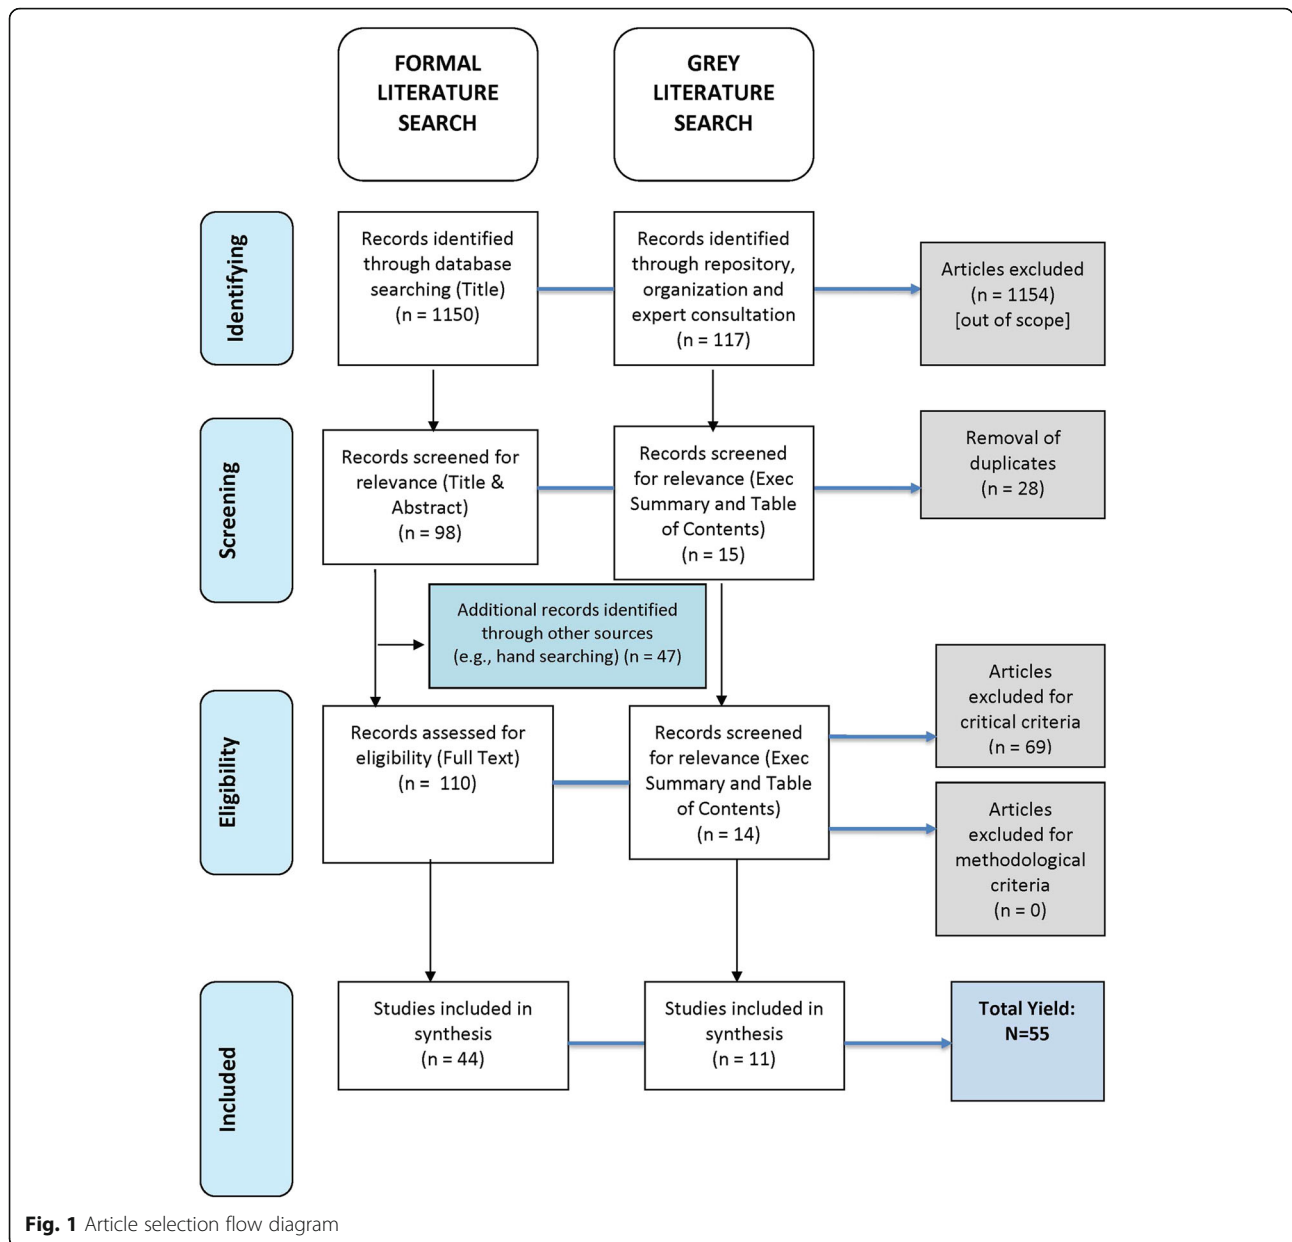 FORMAL
LITERATURE
SEARCH
GREY
LITERATURE
SEARCH
Identifying
Records identified
through database
searching (Title)
(n = 1150)
Records identified
through repository,
organization and
expert consultation
(n = 117)
Articles excluded
(n = 1154)
[out of scope]
Screening
Records screened for
relevance (Title &
Abstract)
(n = 98)
Records screened
for relevance (Exec
Summary and Table
of Contents)
(n = 15)
Removal of
duplicates
(n = 28)
Additional records identified
through other sources
(e.g., hand searching) (n = 47)
Eligibility
Records assessed for
eligibility (Full Text)
(n =  110)
Records screened
for relevance (Exec
Summary and Table
of Contents)
(n = 14)
Articles
excluded for
critical criteria
(n = 69)
Articles
excluded for
methodological
criteria
(n = 0)
Included
Studies included in
synthesis
(n = 44)
Studies included in
synthesis
(n = 11)
Total Yield:
N=55
Fig. 1 Article selection flow diagram